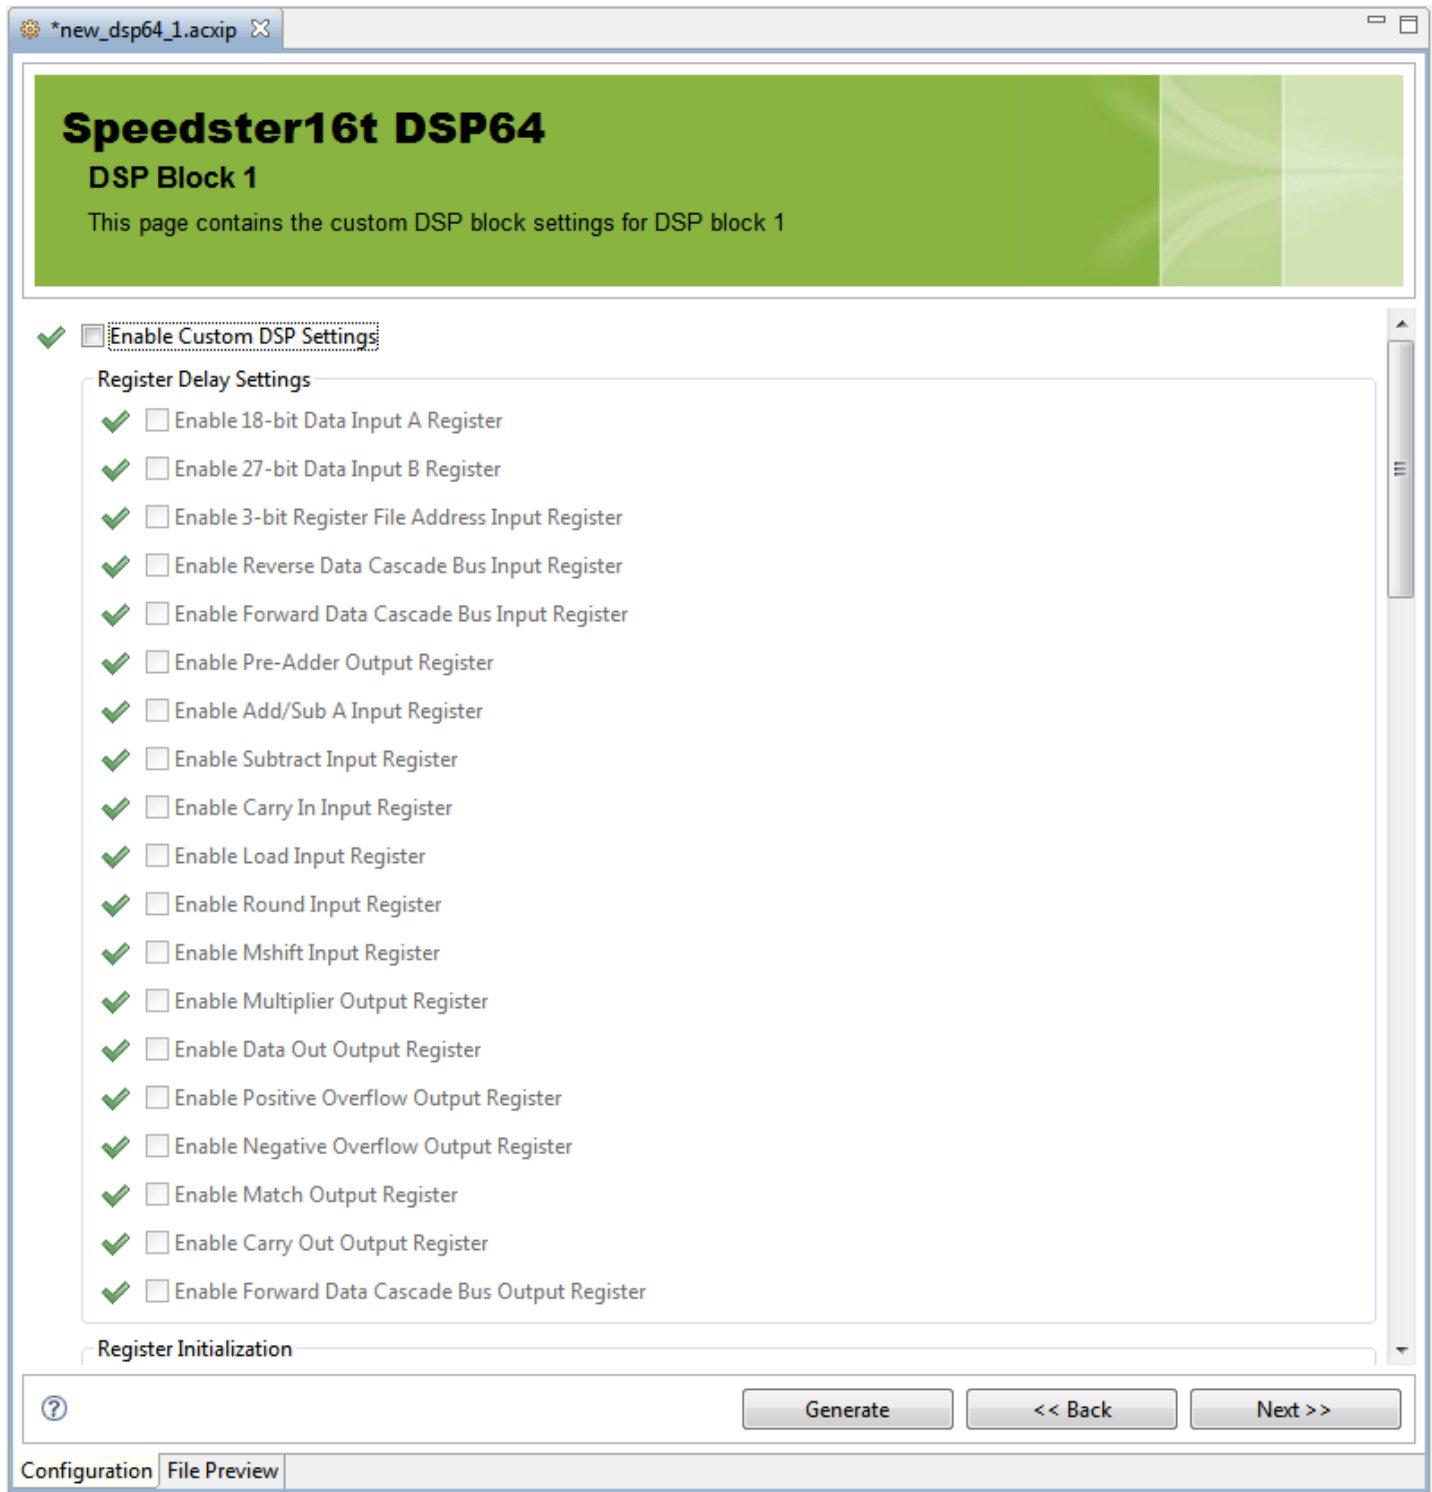 *new_dsp64_1.acxip
Speedster16t DSP64
DSP Block 1
This page contains the custom DSP block settings for DSP block 1
Enable Custom DSP Settings
Register Delay Settings
Enable 18-bit Data Input A Register
Enable 27-bit Data Input B Register
Enable 3-bit Register File Address Input Register
Enable Reverse Data Cascade Bus Input Register
Enable Forward Data Cascade Bus Input Register
Enable Pre-Adder Output Register
Enable Add/Sub A Input Register
Enable Subtract Input Register
Enable Carry In Input Register
Enable Load Input Register
Enable Round Input Register
Enable Mshift Input Register
Enable Multiplier Output Register
Enable Data Out Output Register
Enable Positive Overflow Output Register
Enable Negative Overflow Output Register
Enable Match Output Register
Enable Carry Out Output Register
Enable Forward Data Cascade Bus Output Register
Register Initialization
? Generate << Back Next >>
Configuration File Preview